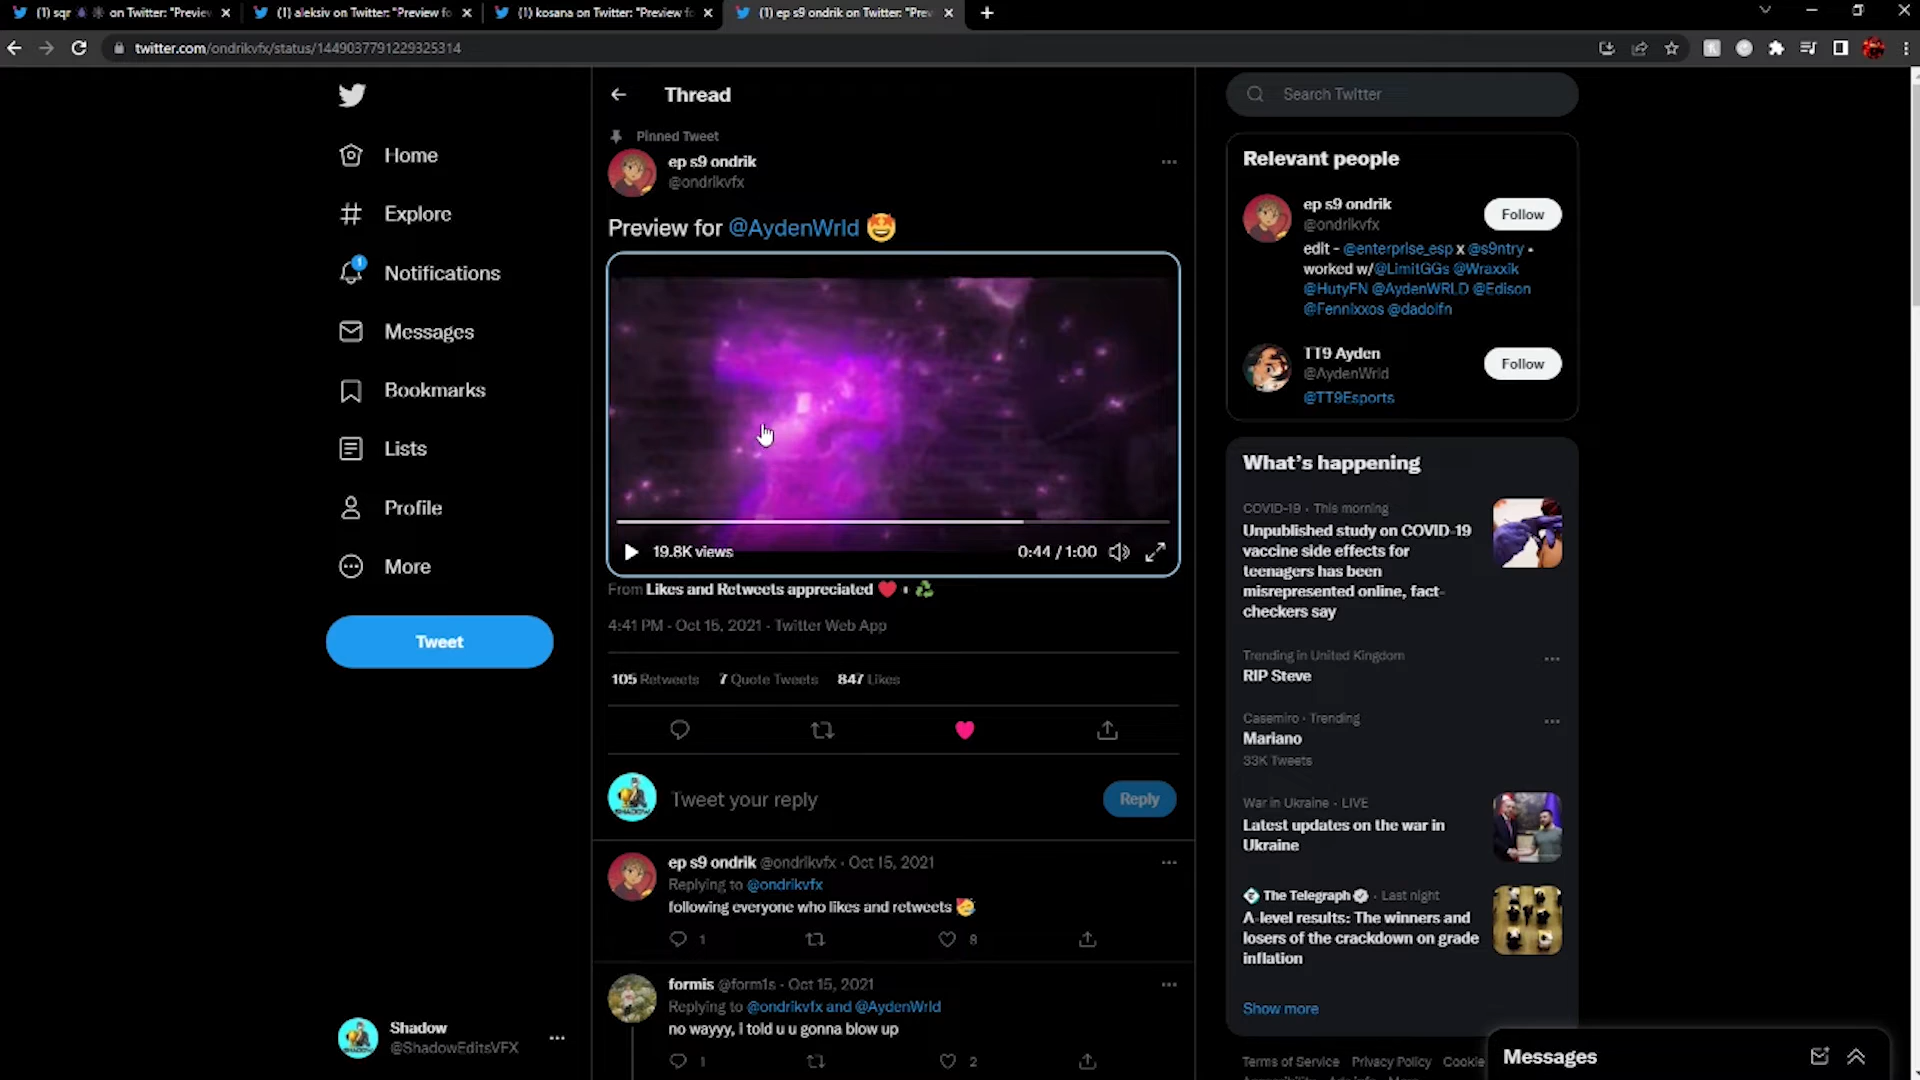 (1) sqr on Twitter: "Previ
(1) aleksiv on Twitter: "Preview fo
(1) kosana on Twitter: "Preview fo
(1) ep s9 ondrik on Twitter: "Prev
twitter.com/ondrikvfx/status/1449037791229325314
Home
Explore
1
Notifications
Messages
Bookmarks
Lists
Profile
More
Tweet
Shadow
@ShadowEditsVFX
Thread
Pinned Tweet
ep s9 ondrik
@ondrikvfx
Preview for @AydenWrld 🤩
19.8K views
0:44 / 1:00
From Likes and Retweets appreciated ❤️ • ♻️
4:41 PM · Oct 15, 2021 · Twitter Web App
105 Retweets 7 Quote Tweets 847 Likes
Tweet your reply
Reply
ep s9 ondrik @ondrikvfx · Oct 15, 2021
Replying to @ondrikvfx
following everyone who likes and retweets 🥳
1 8
formis @form1s · Oct 15, 2021
Replying to @ondrikvfx and @AydenWrld
no wayyy, i told u u gonna blow up
1 2
Search Twitter
Relevant people
ep s9 ondrik
@ondrikvfx
Follow
edit - @enterprise_esp x @s9ntry •
worked w/@LimitGGs @Wraxxik
@HutyFN @AydenWRLD @Edison
@Fennixxos @dadolfn
TT9 Ayden
@AydenWrld
Follow
@TT9Esports
What's happening
COVID-19 · This morning
Unpublished study on COVID-19
vaccine side effects for
teenagers has been
misrepresented online, fact-
checkers say
Trending in United Kingdom
RIP Steve
Casemiro · Trending
Mariano
33K Tweets
War in Ukraine · LIVE
Latest updates on the war in
Ukraine
The Telegraph · Last night
A-level results: The winners and
losers of the crackdown on grade
inflation
Show more
Terms of Service Privacy Policy Cookie
Messages